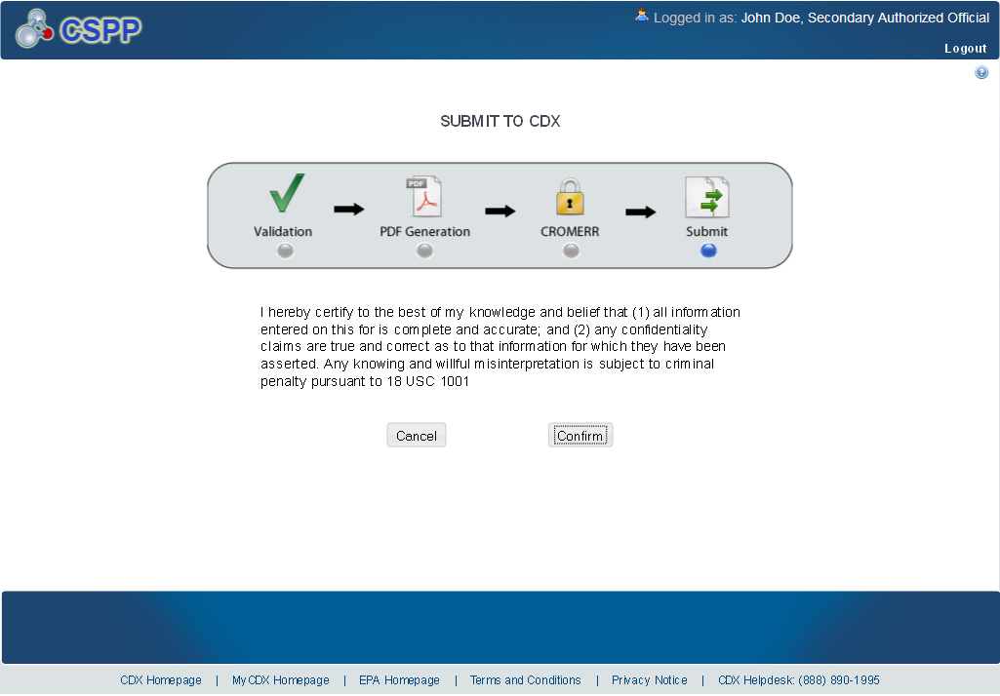 CSPP
Logged in as: John Doe, Secondary Authorized Official
Logout
?
SUBMIT TO CDX
PDF
Validation
PDF Generation
CROMERR
Submit
I hereby certify to the best of my knowledge and belief that (1) all information
entered on this for is complete and accurate; and (2) any confidentiality
claims are true and correct as to that information for which they have been
asserted. Any knowing and willful misinterpretation is subject to criminal
penalty pursuant to 18 USC 1001
Cancel
Confirm
CDX Homepage | MyCDX Homepage | EPA Homepage | Terms and Conditions | Privacy Notice | CDX Helpdesk: (888) 890-1995